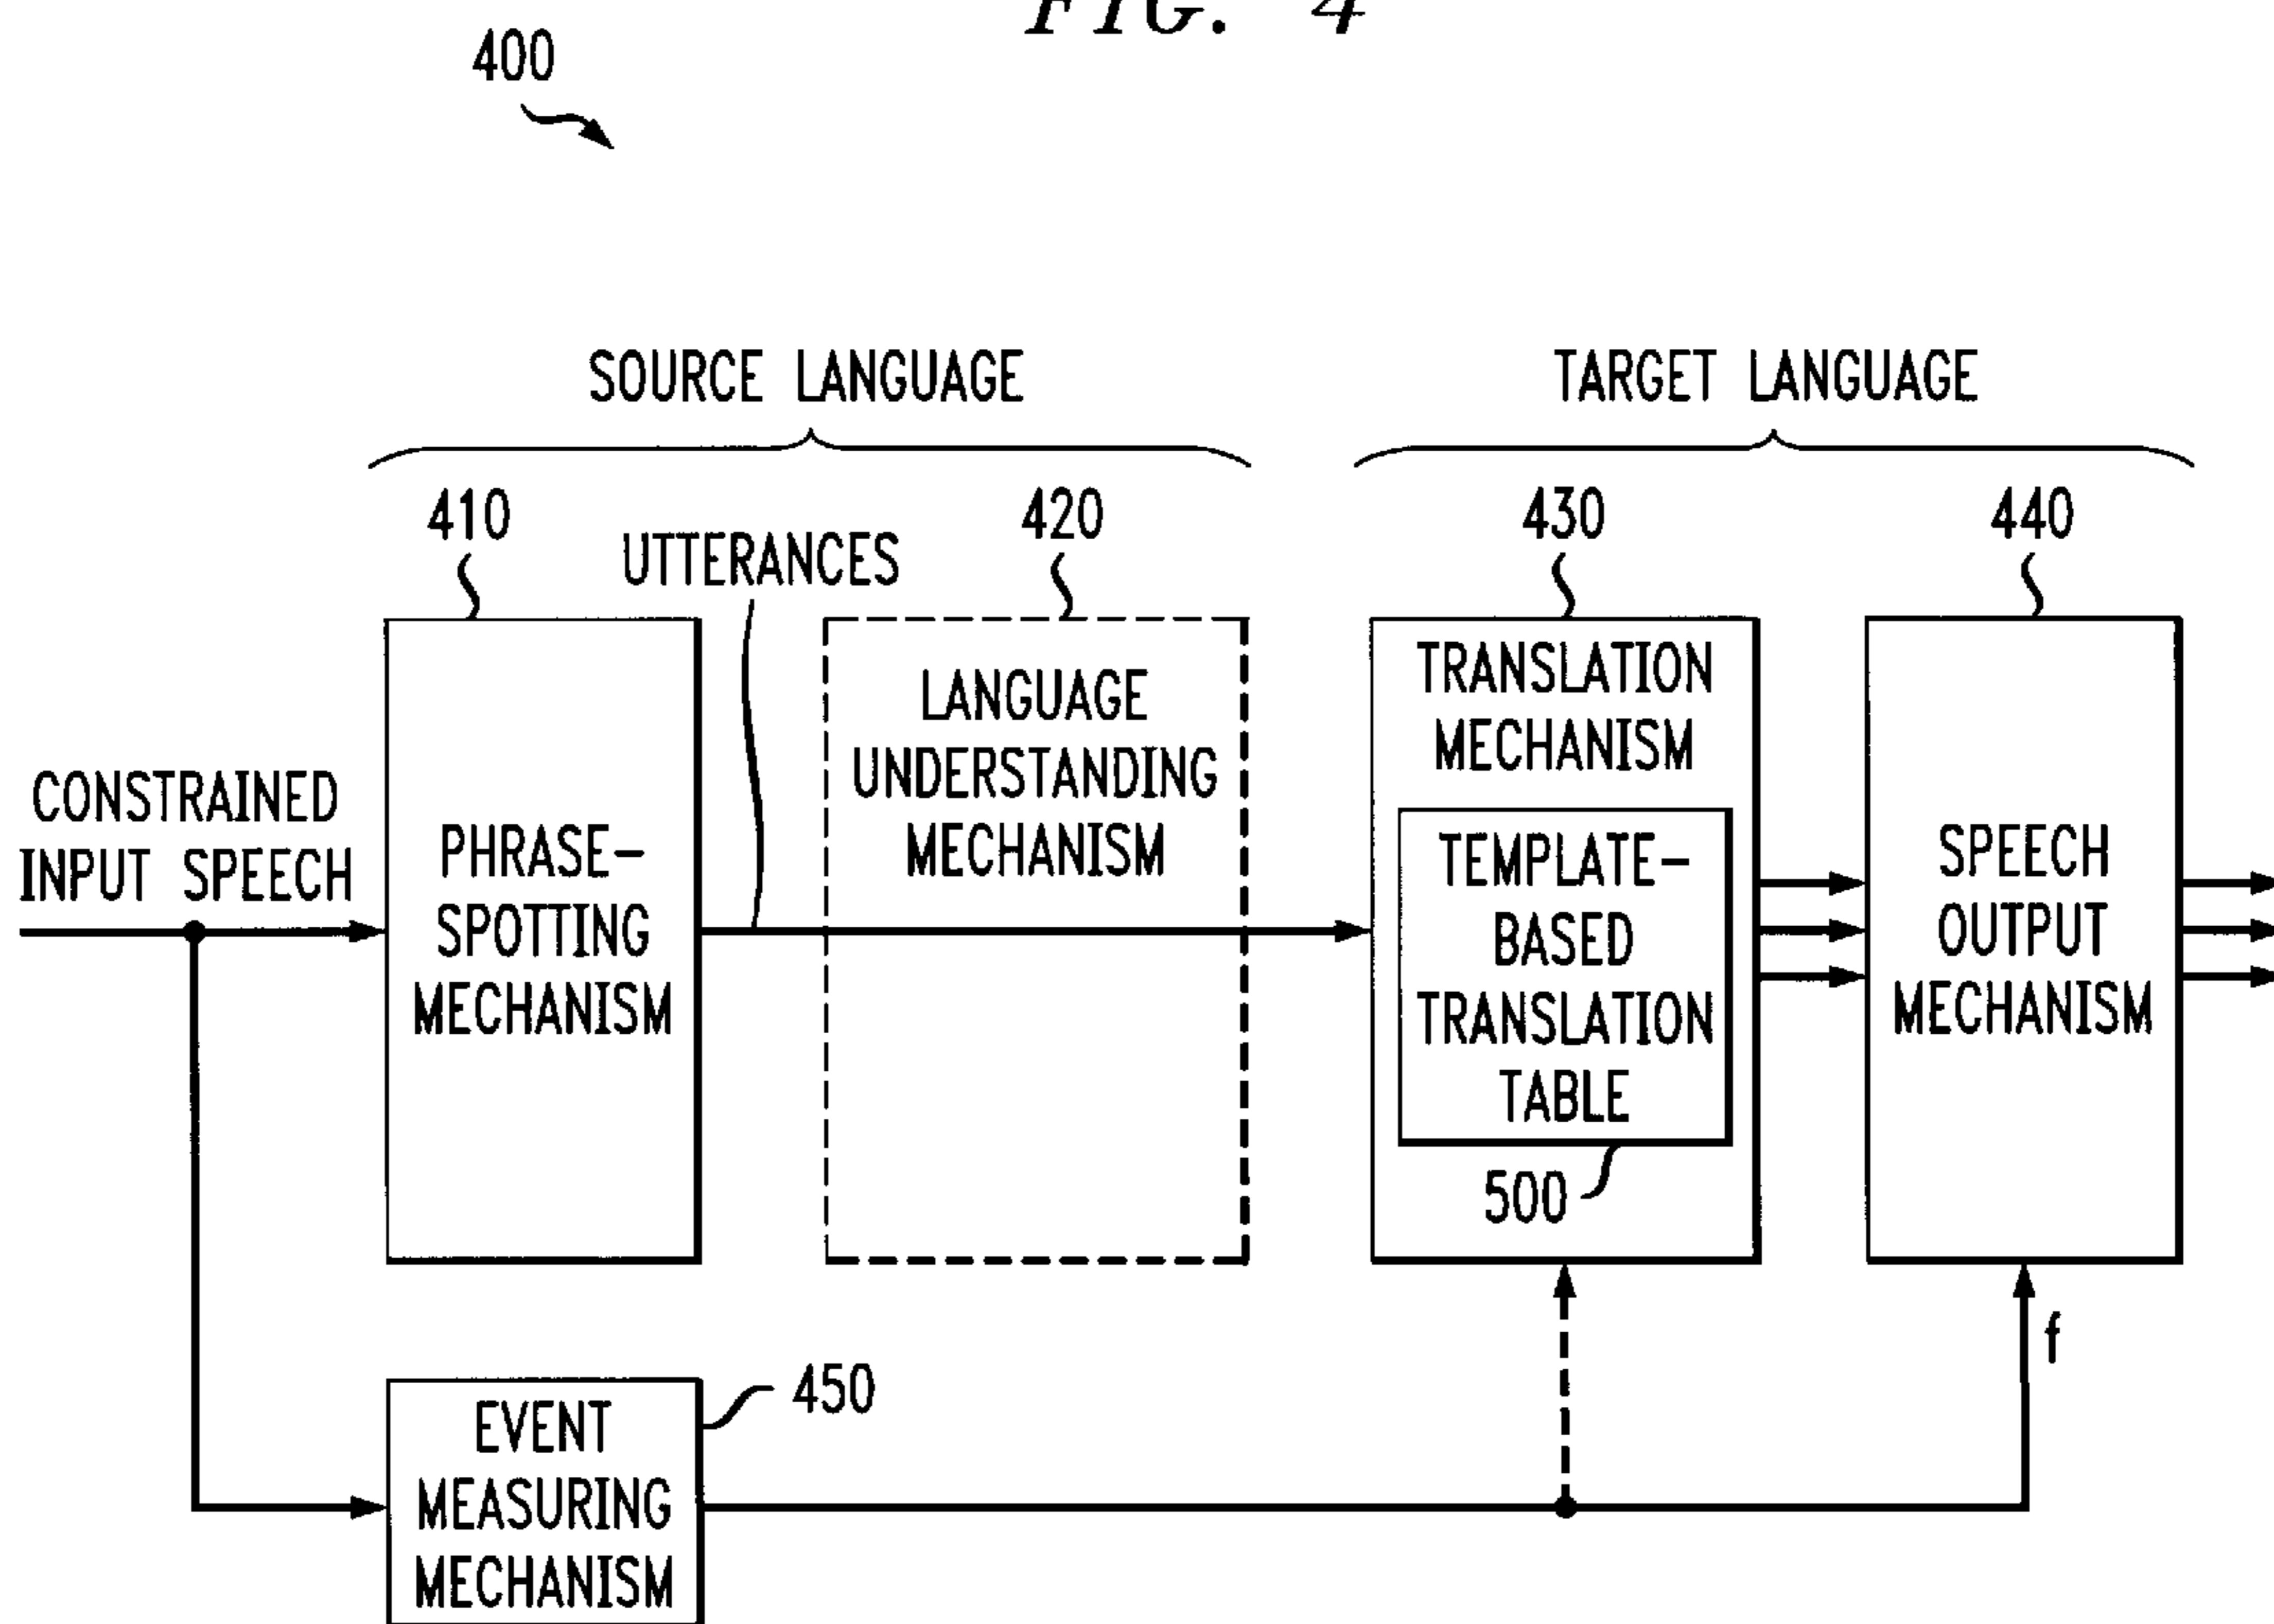 FIG. 4
400
SOURCE LANGUAGE
TARGET LANGUAGE
410
UTTERANCES
420
430
440
CONSTRAINED
INPUT SPEECH
PHRASE-
SPOTTING
MECHANISM
LANGUAGE
UNDERSTANDING
MECHANISM
TRANSLATION
MECHANISM
TEMPLATE-
BASED
TRANSLATION
TABLE
500
SPEECH
OUTPUT
MECHANISM
f
EVENT
MEASURING
MECHANISM
450